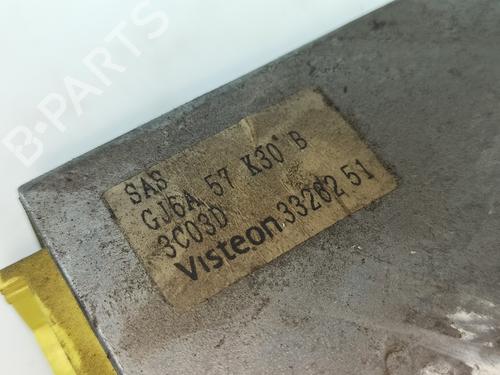 B-PARTS
SAS
GJ6A 57 K30 B
3C03D
Visteon 33262 51